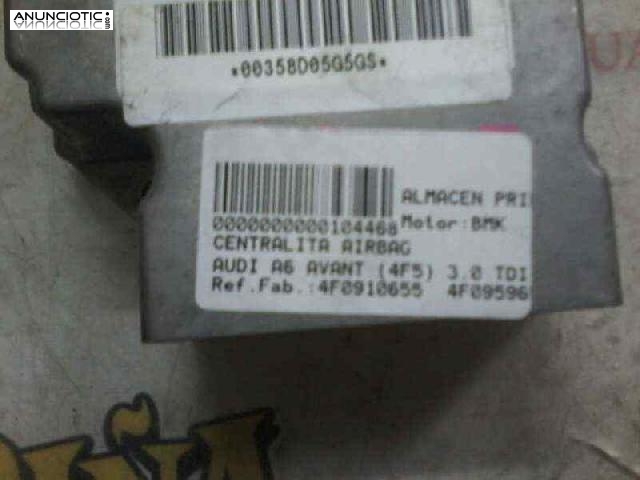 ANUNCIOTIC.com
*00358D05G5GS*
ALMACEN PRI
0000000000104468 Motor:BMK
CENTRALITA AIRBAG
AUDI A6 AVANT (4F5) 3.0 TDI
Ref.Fab.:4F0910655 4F09596